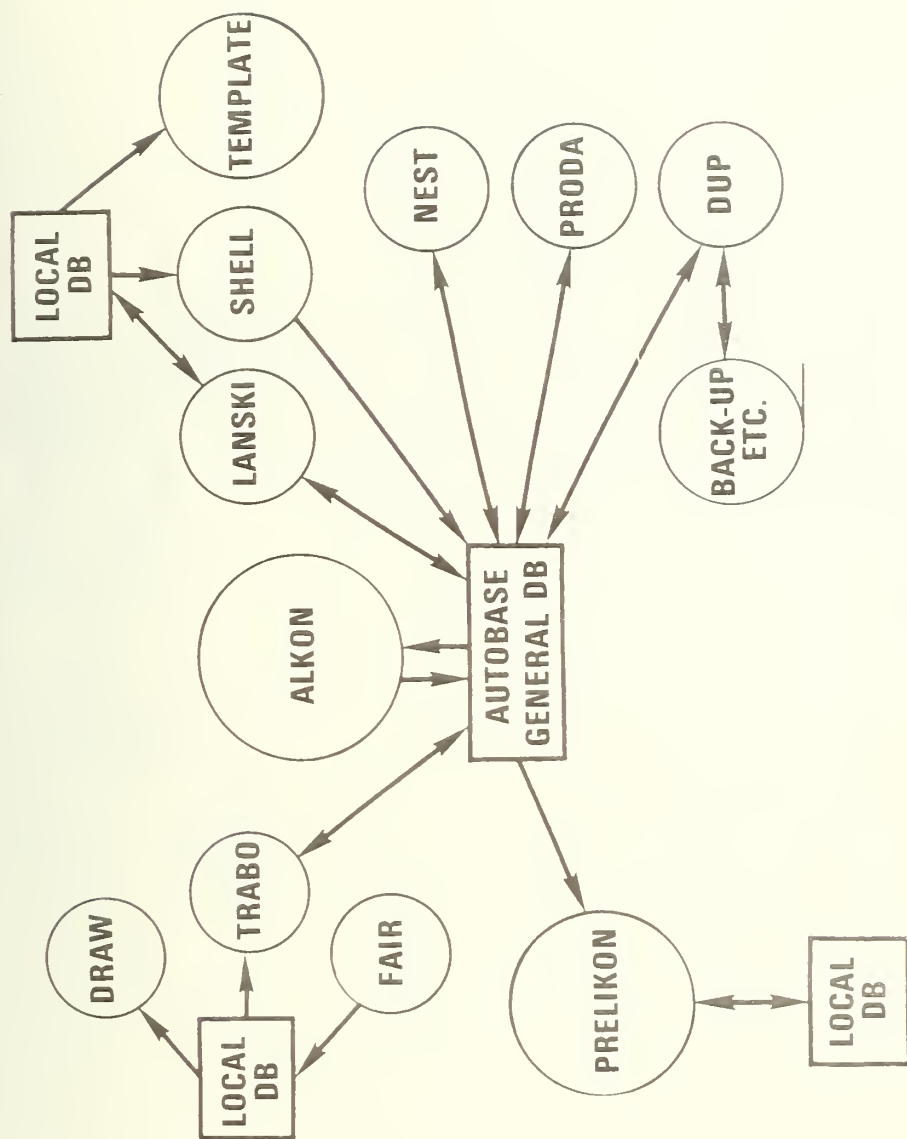 LOCAL
DB
TEMPLATE
SHELL
LANSKI
NEST
PRODA
DUP
BACK-UP
ETC.
ALKON
AUTOBASE
GENERAL DB
DRAW
TRABO
FAIR
LOCAL
DB
PRELIKON
LOCAL
DB